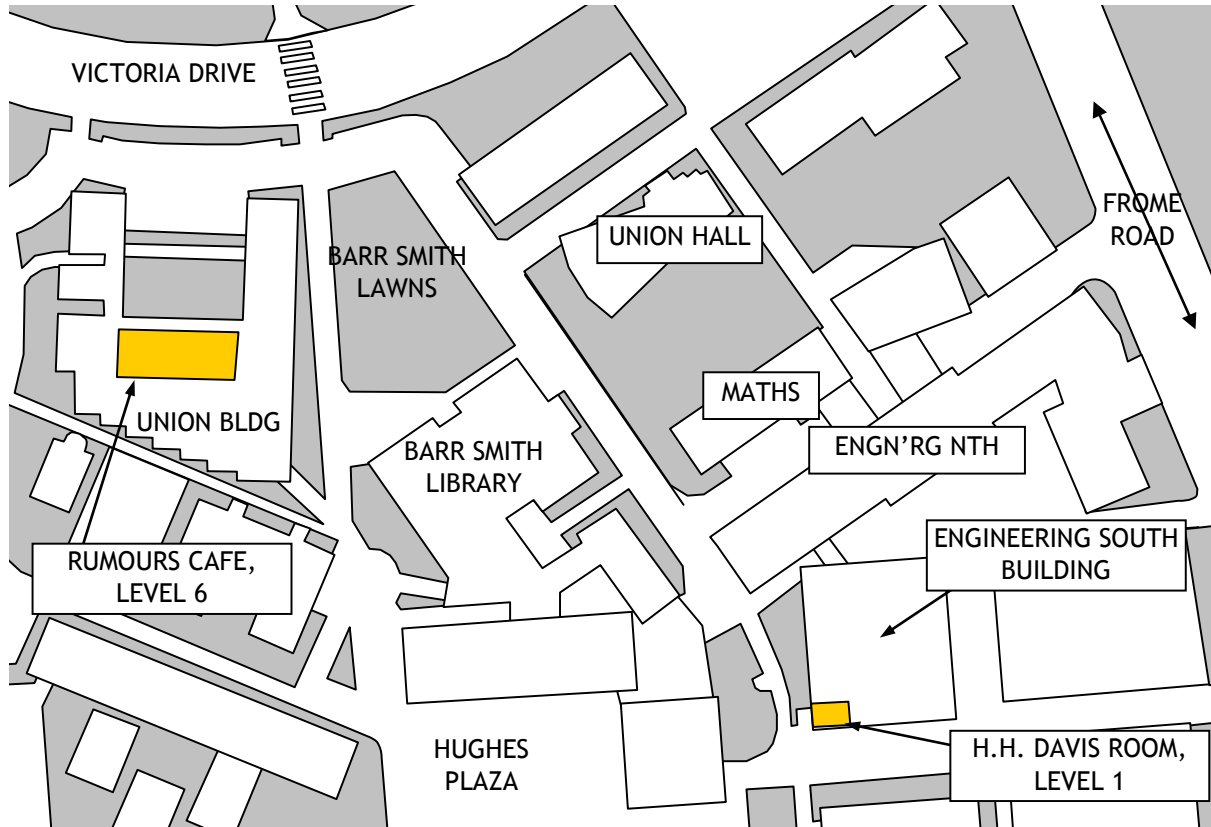 VICTORIA DRIVE
FROME
ROAD
UNION HALL
BARR SMITH
LAWNS
MATHS
UNION BLDG
ENGN'RG NTH
BARR SMITH
LIBRARY
ENGINEERING SOUTH
BUILDING
RUMOURS CAFE,
LEVEL 6
HUGHES
PLAZA
H.H. DAVIS ROOM,
LEVEL 1